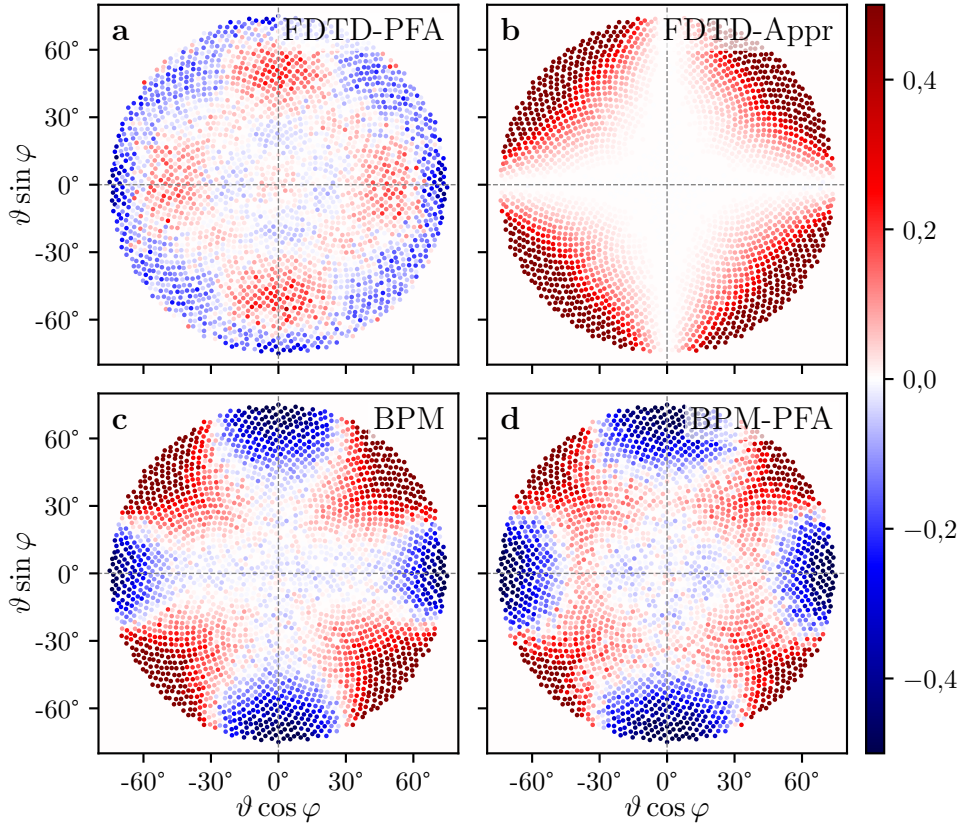 a FDTD-PFA
60°
30°
0°
-30°
-60°
ϑ sin φ
b FDTD-Appr
c BPM
60°
30°
0°
-30°
-60°
ϑ sin φ
-60° -30° 0° 30° 60°
ϑ cos φ
d BPM-PFA
-60° -30° 0° 30° 60°
ϑ cos φ
0,4
0,2
0,0
−0,2
−0,4